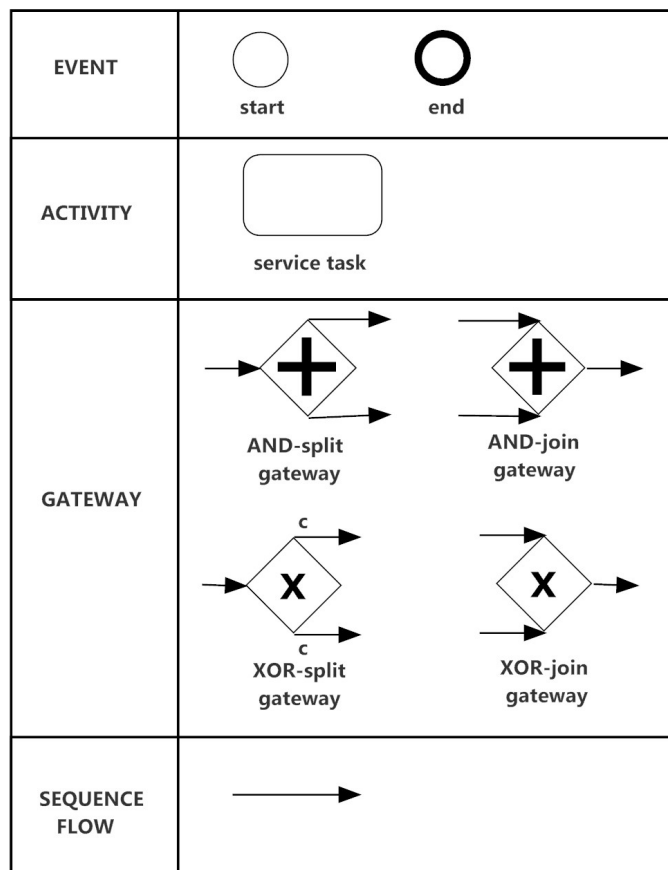 EVENT
start
end
ACTIVITY
service task
GATEWAY
AND-split
gateway
AND-join
gateway
c
X
c
XOR-split
gateway
X
XOR-join
gateway
SEQUENCE
FLOW